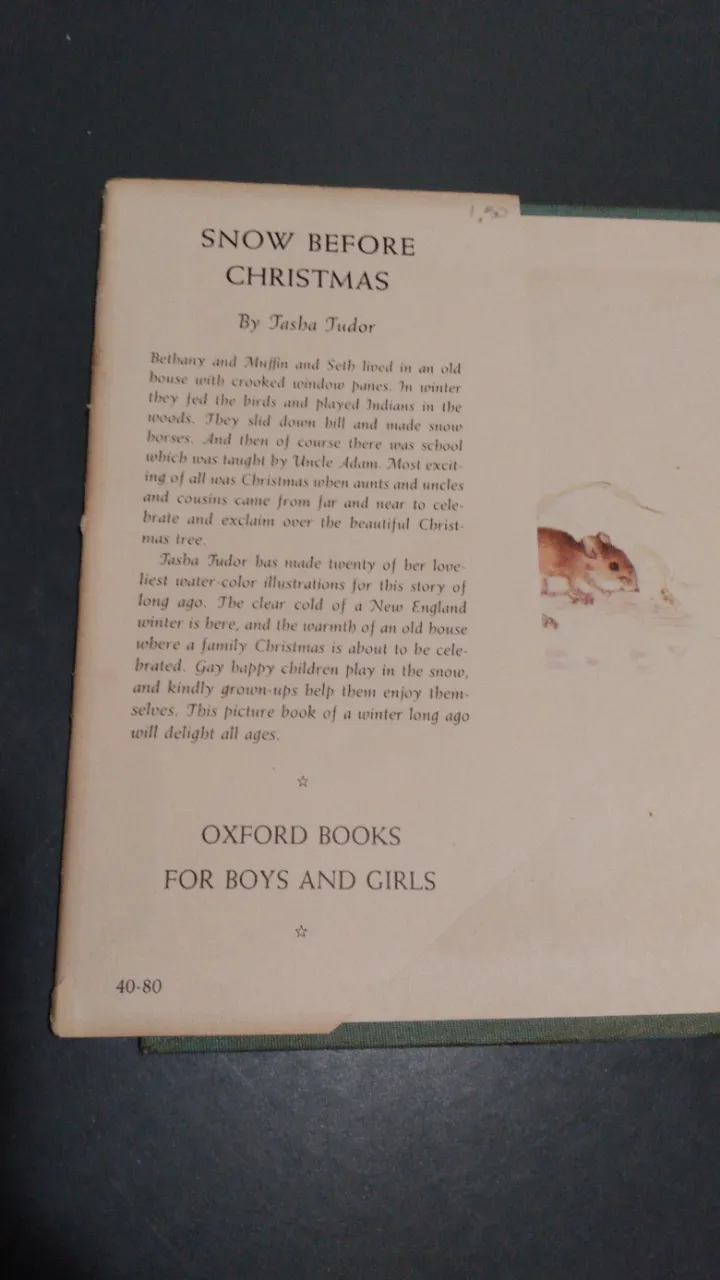 1.50
SNOW BEFORE
CHRISTMAS
By Tasha Tudor
Bethany and Muffin and Seth lived in an old
house with crooked window panes. In winter
they fed the birds and played Indians in the
woods. They slid down hill and made snow
horses. And then of course there was school
which was taught by Uncle Adam. Most excit-
ing of all was Christmas when aunts and uncles
and cousins came from far and near to cele-
brate and exclaim over the beautiful Christ-
mas tree.
Tasha Tudor has made twenty of her love-
liest water-color illustrations for this story of
long ago. The clear cold of a New England
winter is here, and the warmth of an old house
where a family Christmas is about to be cele-
brated. Gay happy children play in the snow,
and kindly grown-ups help them enjoy them-
selves. This picture book of a winter long ago
will delight all ages.
OXFORD BOOKS
FOR BOYS AND GIRLS
40-80